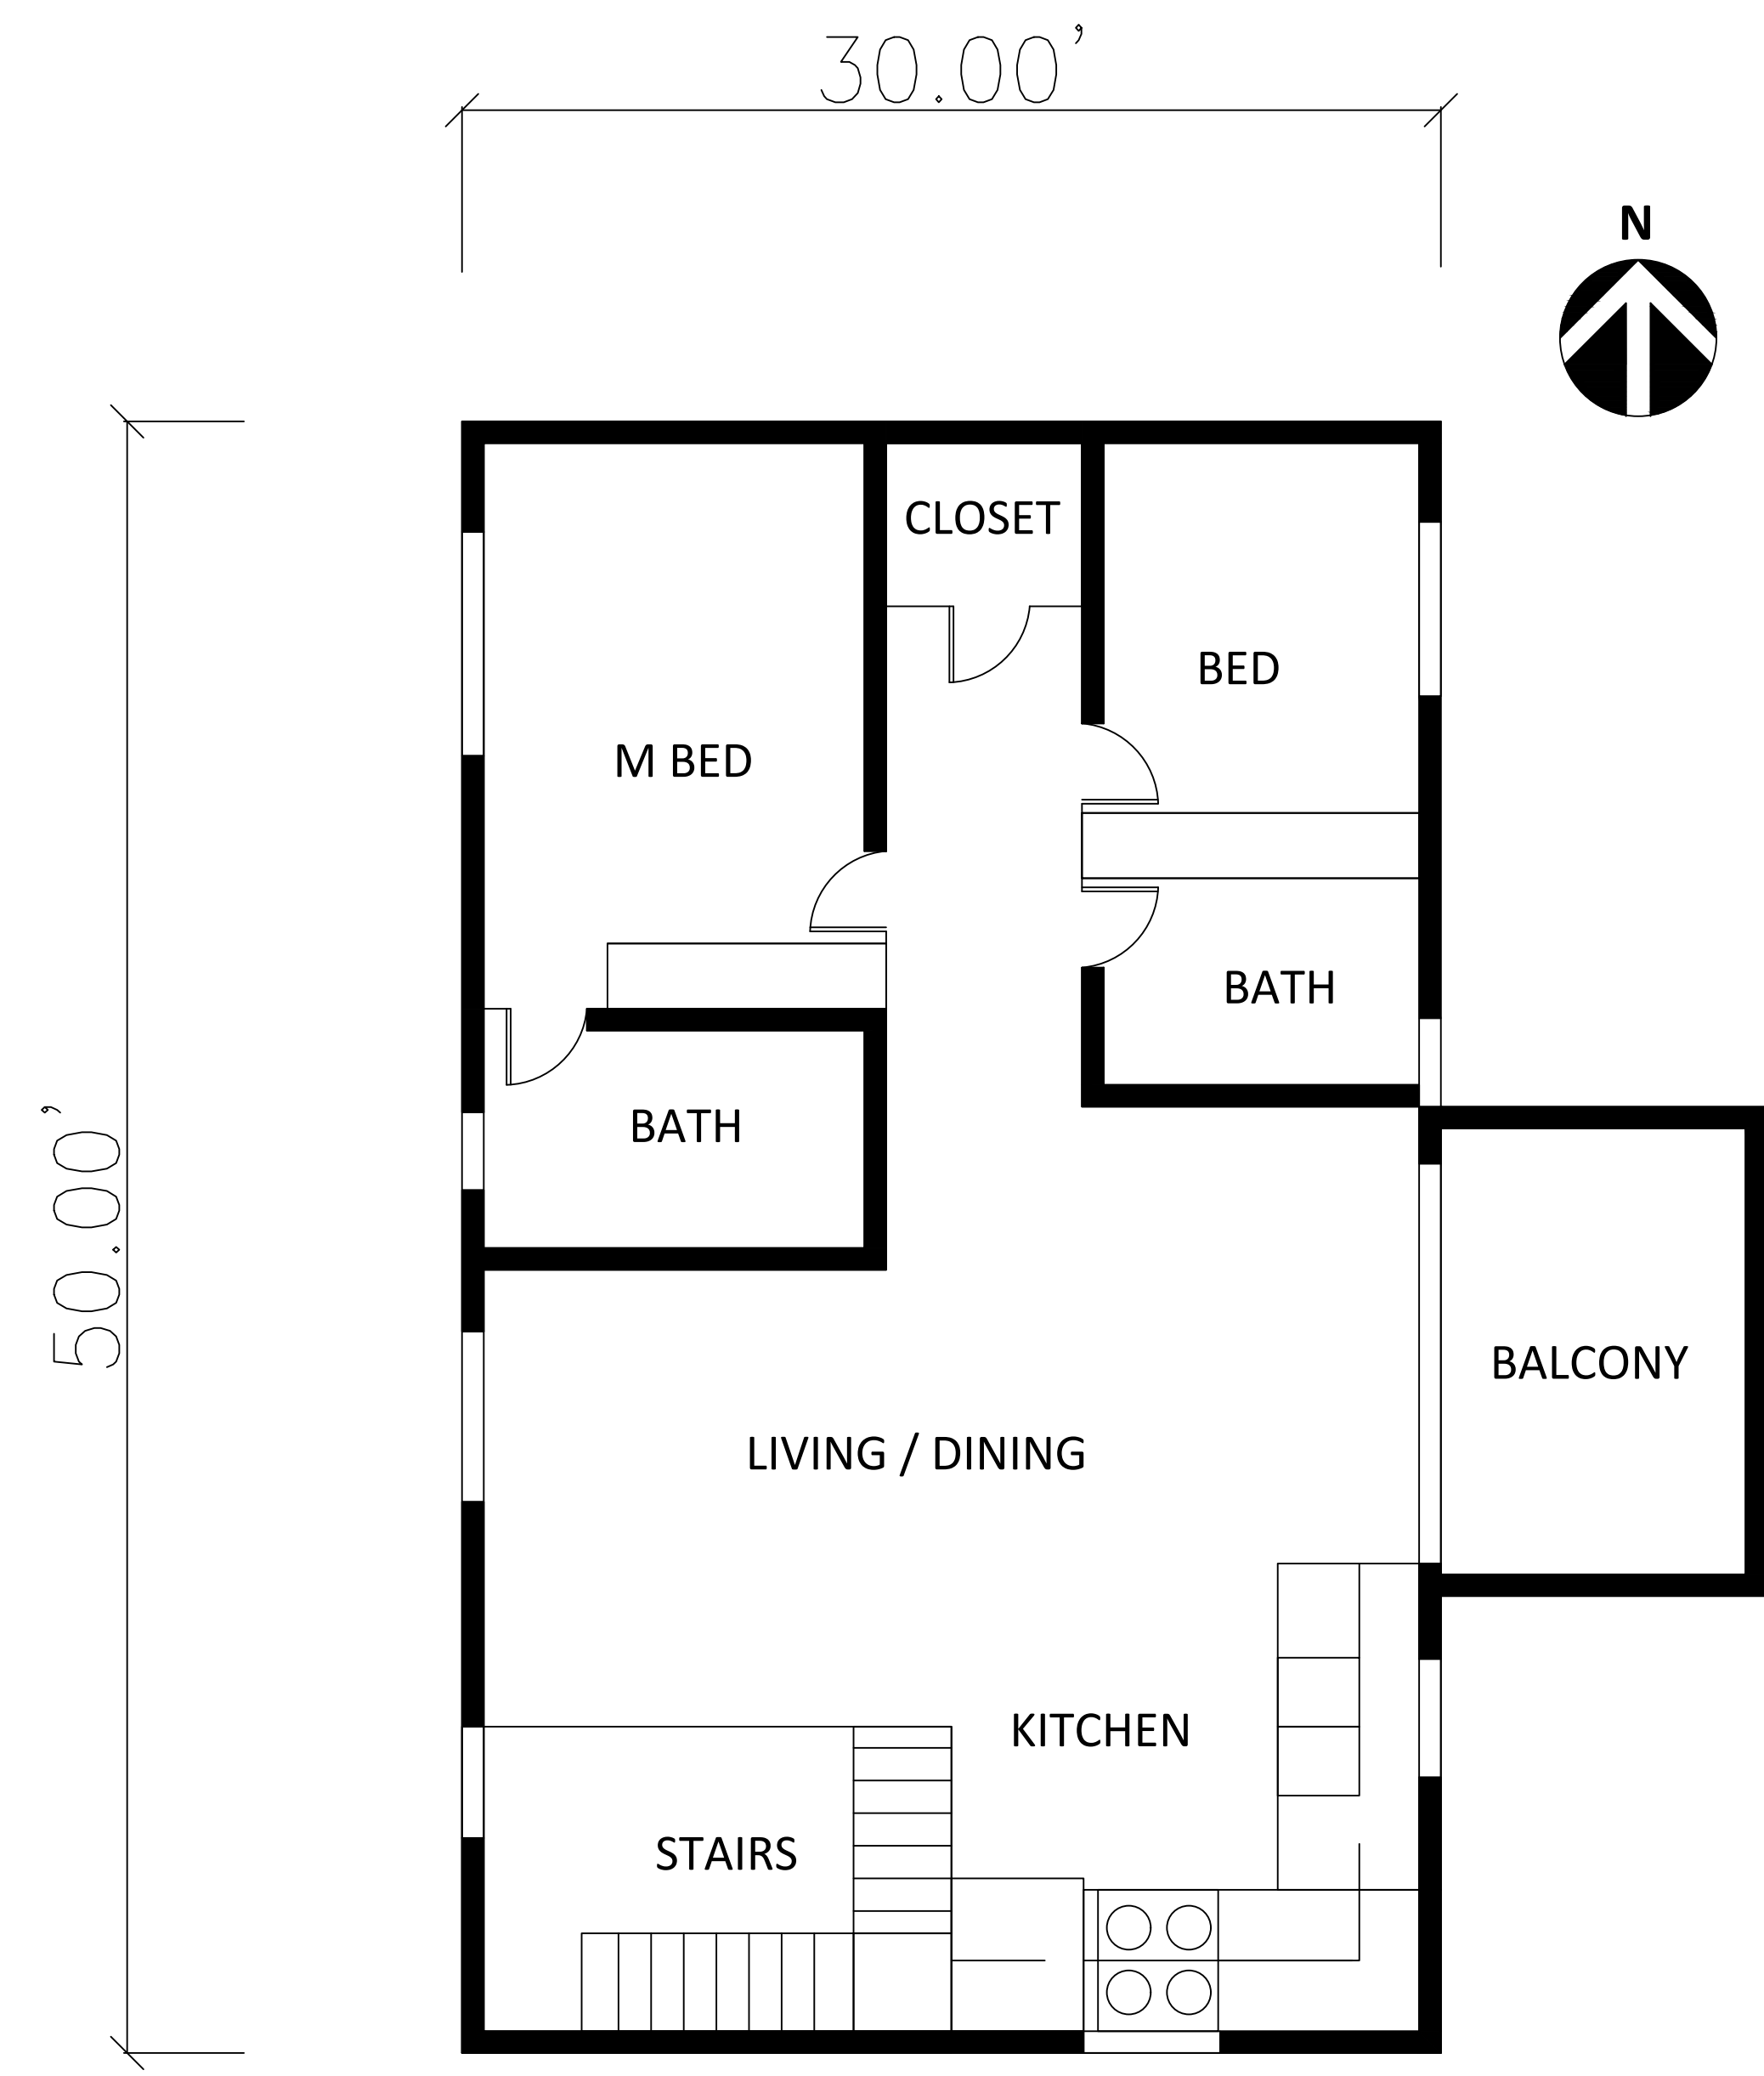 30.00'
N
CLOSET
BED
M BED
BATH
BATH
50.00'
BALCONY
LIVING / DINING
KITCHEN
STAIRS